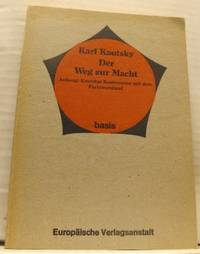 Karl Kautsky
Der
Weg zur Macht
Anhang: Kautskys Kontroverse mit dem
Parteivorstand
basis
Europäische Verlagsanstalt